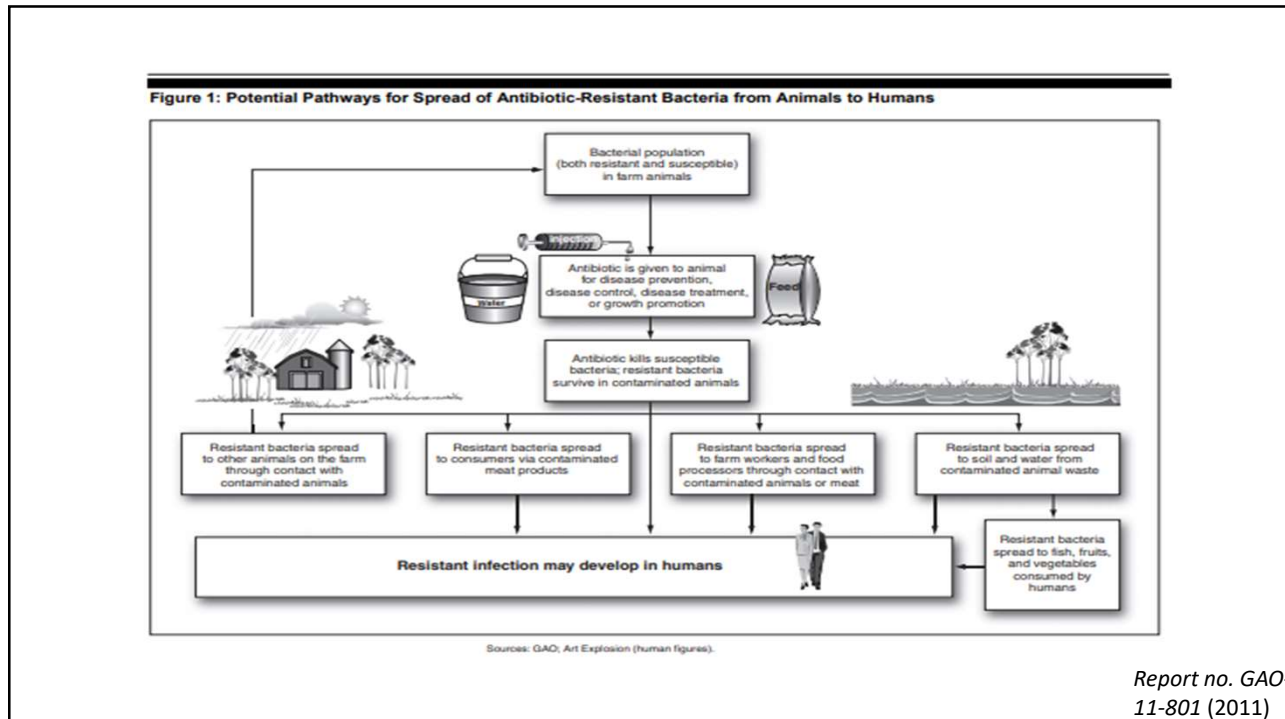 Figure 1: Potential Pathways for Spread of Antibiotic-Resistant Bacteria from Animals to Humans
Bacterial population
(both resistant and susceptible)
in farm animals
Injection
Water
Antibiotic is given to animal
for disease prevention,
disease control, disease treatment,
or growth promotion
Feed
Antibiotic kills susceptible
bacteria; resistant bacteria
survive in contaminated animals
Resistant bacteria spread
to other animals on the farm
through contact with
contaminated animals
Resistant bacteria spread
to consumers via contaminated
meat products
Resistant bacteria spread
to farm workers and food
processors through contact with
contaminated animals or meat
Resistant bacteria spread
to soil and water from
contaminated animal waste
Resistant infection may develop in humans
Resistant bacteria
spread to fish, fruits,
and vegetables
consumed by
humans
Sources: GAO; Art Explosion (human figures).
Report no. GAO-
11-801 (2011)